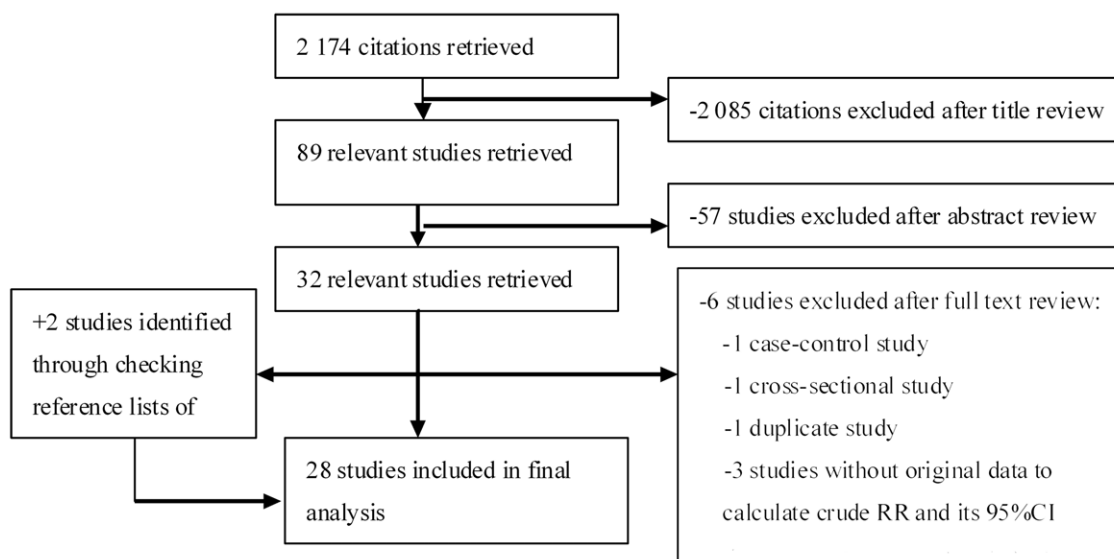 2 174 citations retrieved
-2 085 citations excluded after title review
89 relevant studies retrieved
-57 studies excluded after abstract review
32 relevant studies retrieved
+2 studies identified
through checking
reference lists of
-6 studies excluded after full text review:
-1 case-control study
-1 cross-sectional study
-1 duplicate study
-3 studies without original data to
calculate crude RR and its 95%CI
28 studies included in final
analysis